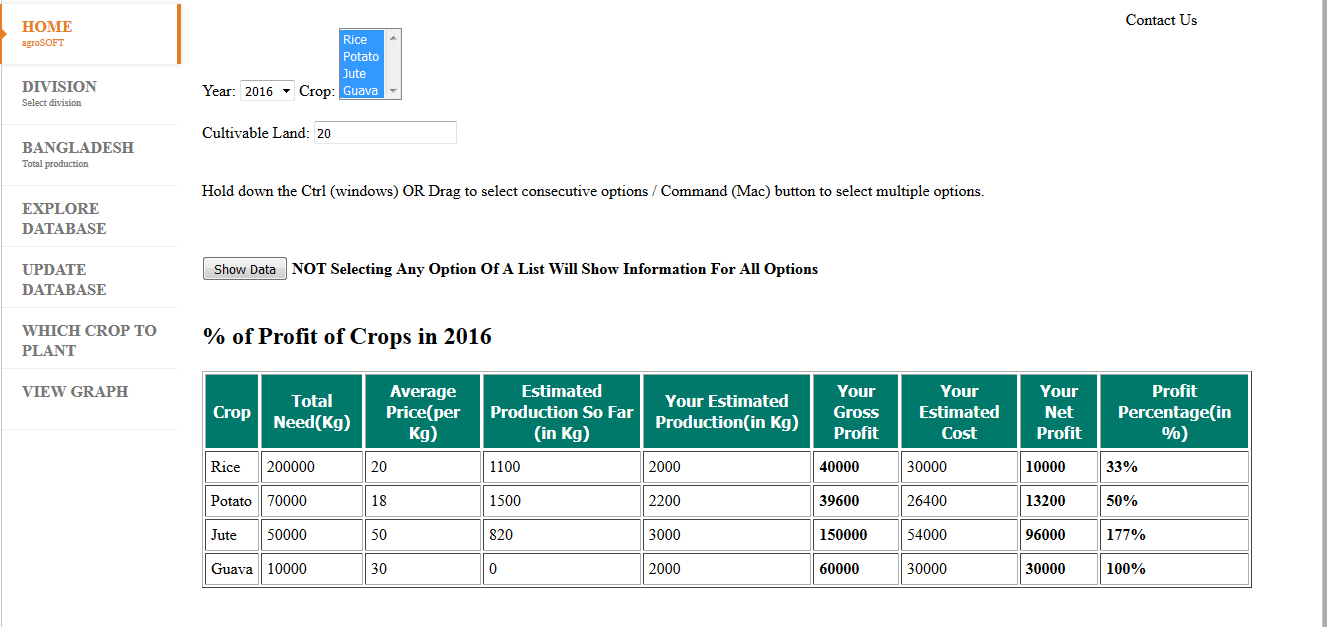 HOME
agroSOFT
DIVISION
Select division
BANGLADESH
Total production
EXPLORE
DATABASE
UPDATE
DATABASE
WHICH CROP TO
PLANT
VIEW GRAPH
Contact Us
Rice
Potato
Jute
Guava
Year: 2016 Crop:
Cultivable Land: 20
Hold down the Ctrl (windows) OR Drag to select consecutive options / Command (Mac) button to select multiple options.
Show Data NOT Selecting Any Option Of A List Will Show Information For All Options
% of Profit of Crops in 2016
Crop
Total
Need(Kg)
Average
Price(per
Kg)
Estimated
Production So Far
(in Kg)
Your Estimated
Production(in Kg)
Your
Gross
Profit
Your
Estimated
Cost
Your
Net
Profit
Profit
Percentage(in
%)
Rice 200000 20 1100 2000 40000 30000 10000 33%
Potato 70000 18 1500 2200 39600 26400 13200 50%
Jute 50000 50 820 3000 150000 54000 96000 177%
Guava 10000 30 0 2000 60000 30000 30000 100%